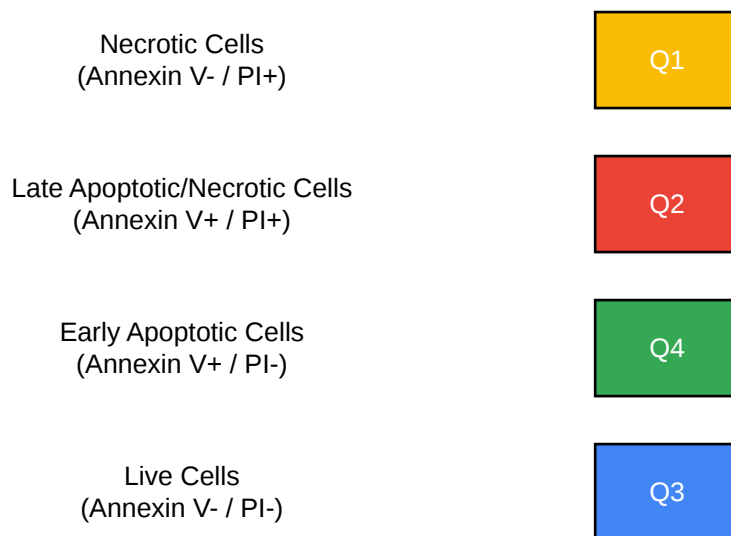 Necrotic Cells
(Annexin V- / PI+)
Q1
Late Apoptotic/Necrotic Cells
(Annexin V+ / PI+)
Q2
Early Apoptotic Cells
(Annexin V+ / PI-)
Q4
Live Cells
(Annexin V- / PI-)
Q3